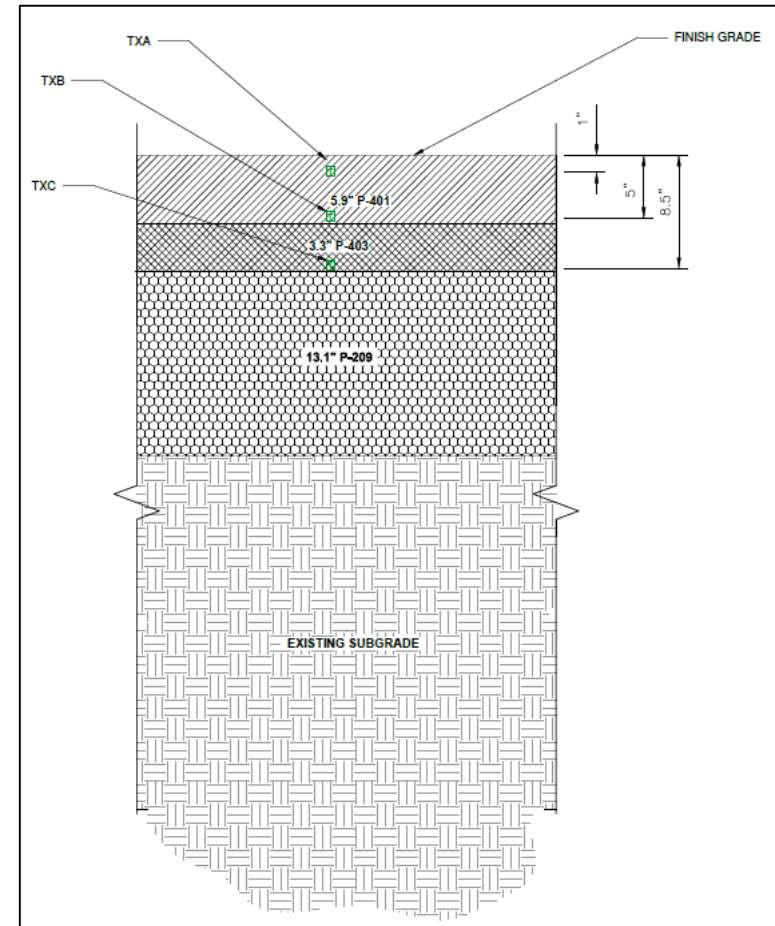 TXA
FINISH GRADE
TXB
1"
TXC
5.9" P-401
5"
8.5"
3.3" P-403
13.1" P-209
EXISTING SUBGRADE